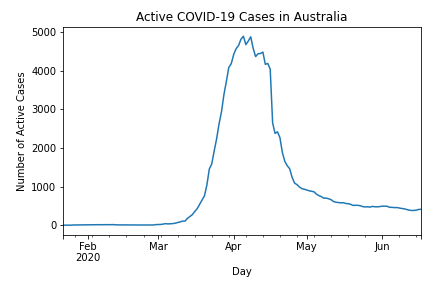 Active COVID-19 Cases in Australia
Number of Active Cases
5000
4000
3000
2000
1000
0
Feb Mar Apr May Jun
2020
Day